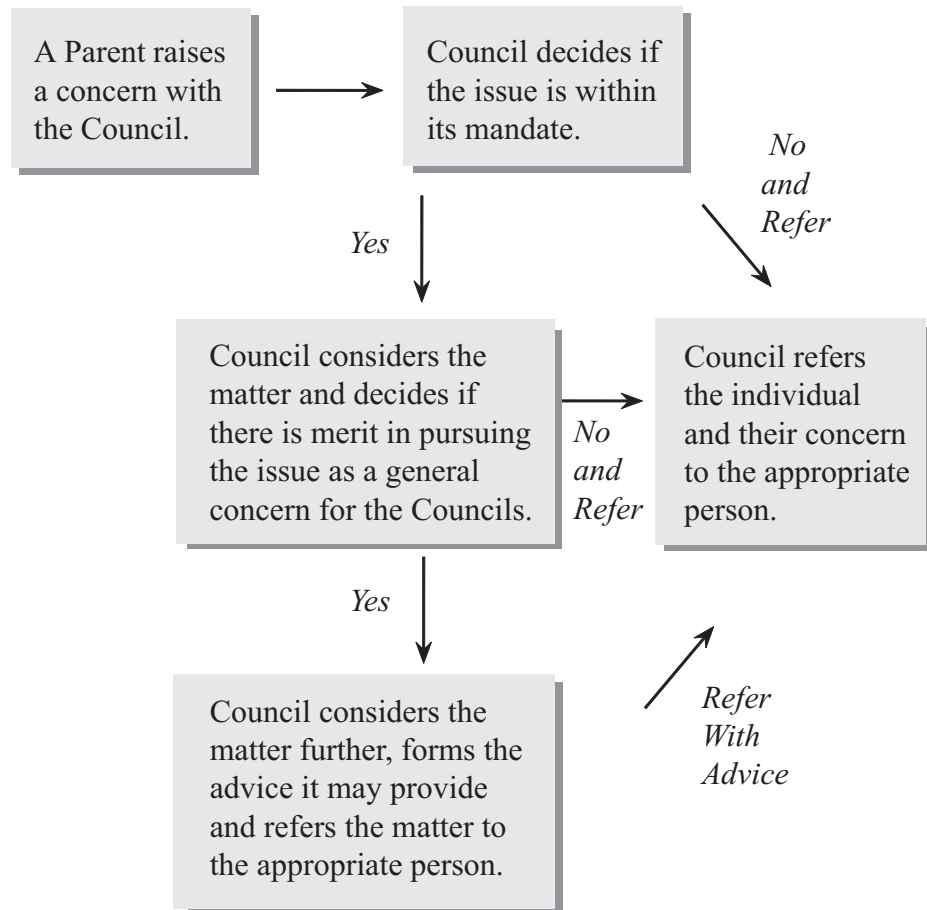 A Parent raises
a concern with
the Council.
Council decides if
the issue is within
its mandate.
No
and
Refer
Yes
Council considers the
matter and decides if
there is merit in pursuing
the issue as a general
concern for the Councils.
No
and
Refer
Council refers
the individual
and their concern
to the appropriate
person.
Yes
Council considers the
matter further, forms the
advice it may provide
and refers the matter to
the appropriate person.
Refer
With
Advice